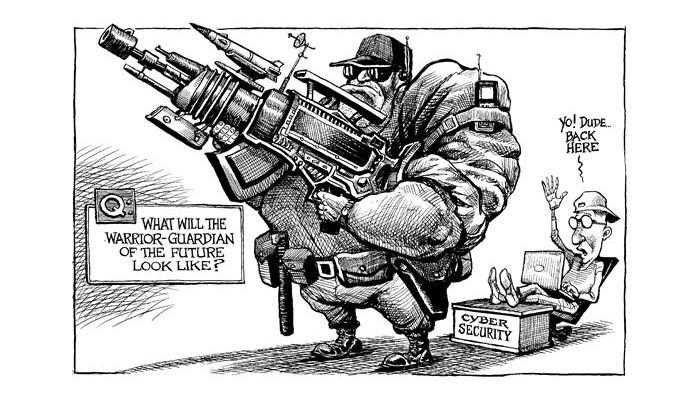 Q
WHAT WILL THE
WARRIOR-GUARDIAN
OF THE FUTURE
LOOK LIKE?
YO! DUDE...
BACK
HERE
CYBER
SECURITY